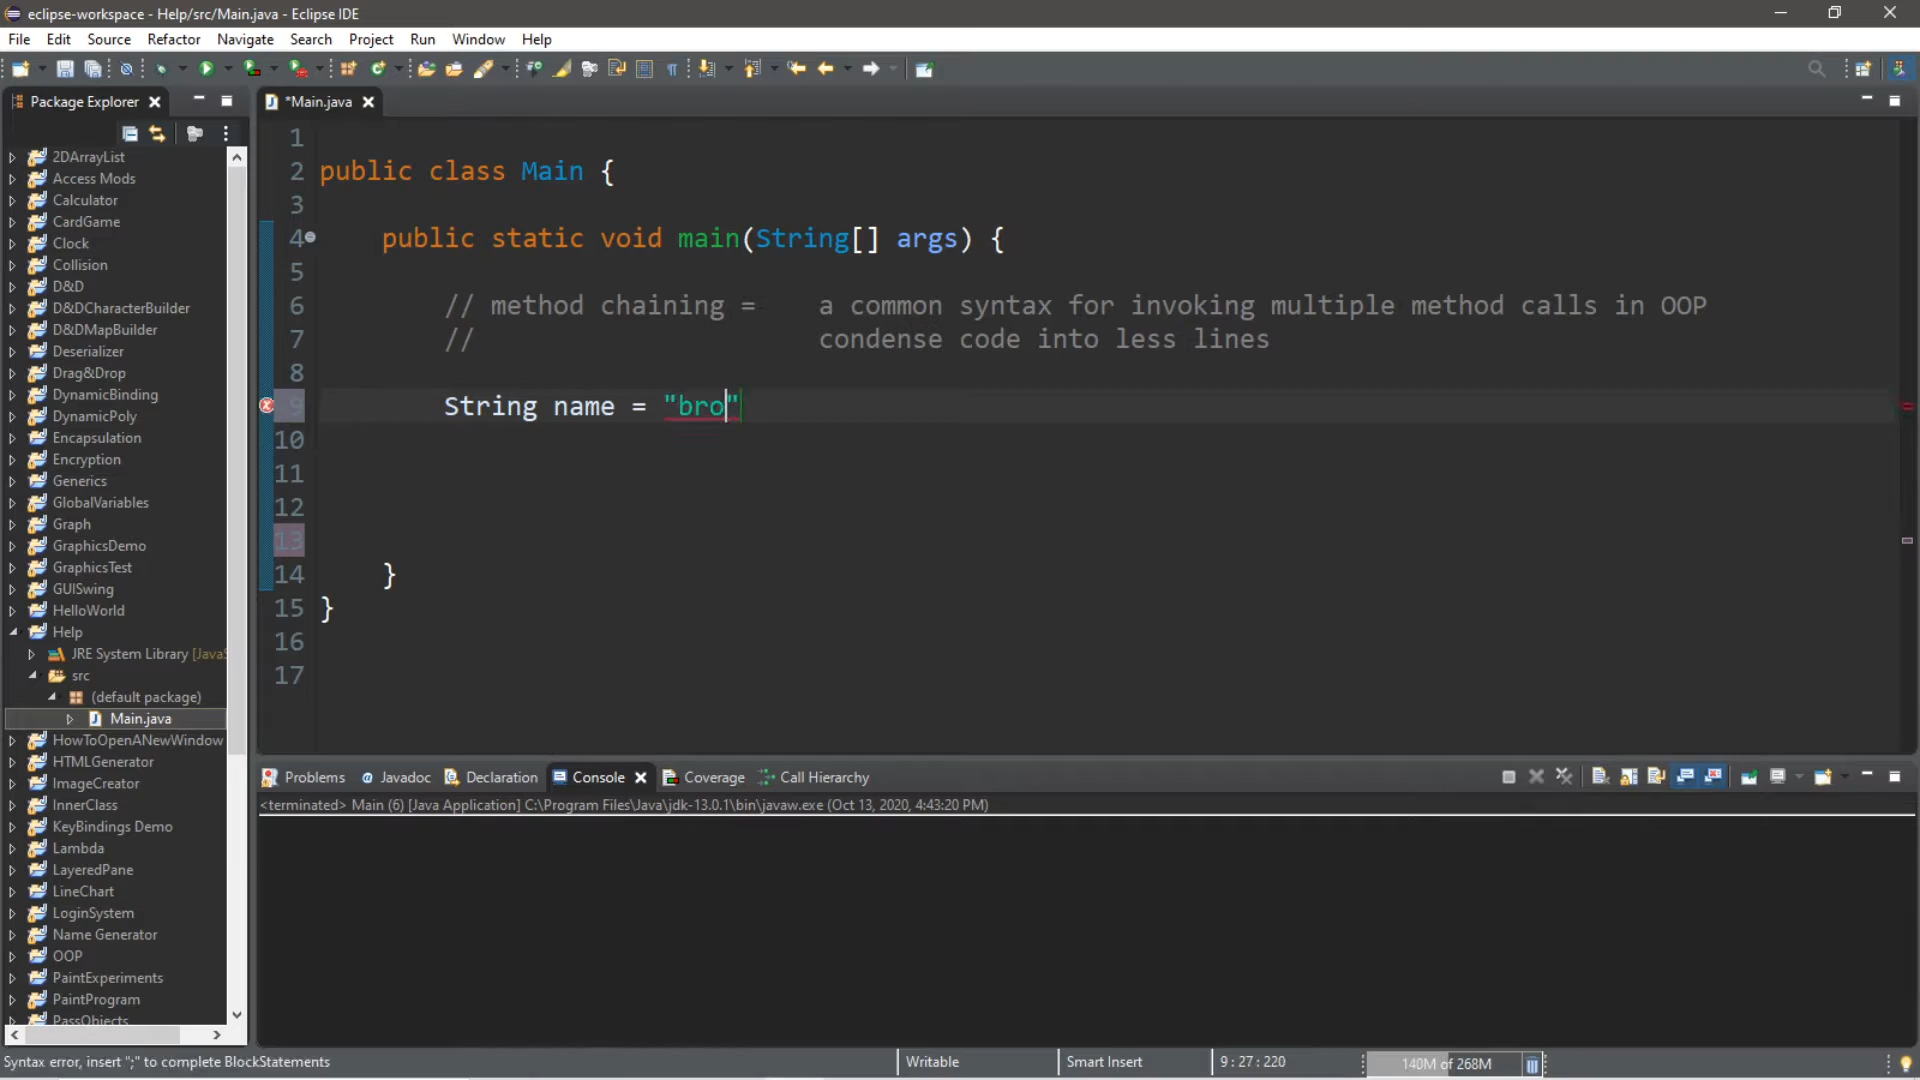 eclipse-workspace - Help/src/Main.java - Eclipse IDE
File Edit Source Refactor Navigate Search Project Run Window Help
Package Explorer
*Main.java
2DArrayList
Access Mods
Calculator
CardGame
Clock
Collision
D&D
D&DCharacterBuilder
D&DMapBuilder
Deserializer
Drag&Drop
DynamicBinding
DynamicPoly
Encapsulation
Encryption
Generics
GlobalVariables
Graph
GraphicsDemo
GraphicsTest
GUISwing
HelloWorld
Help
JRE System Library [JavaS
src
(default package)
Main.java
HowToOpenANewWindow
HTMLGenerator
ImageCreator
InnerClass
KeyBindings Demo
Lambda
LayeredPane
LineChart
LoginSystem
Name Generator
OOP
PaintExperiments
PaintProgram
PassObjects
1
2 public class Main {
3
4 public static void main(String[] args) {
5
6 // method chaining = a common syntax for invoking multiple method calls in OOP
7 // condense code into less lines
8
9 String name = "bro"
10
11
12
13
14 }
15 }
16
17
Problems Javadoc Declaration Console Coverage Call Hierarchy
<terminated> Main (6) [Java Application] C:\Program Files\Java\jdk-13.0.1\bin\javaw.exe (Oct 13, 2020, 4:43:20 PM)
Syntax error, insert ";" to complete BlockStatements
Writable
Smart Insert
9 : 27 : 220
140M of 268M